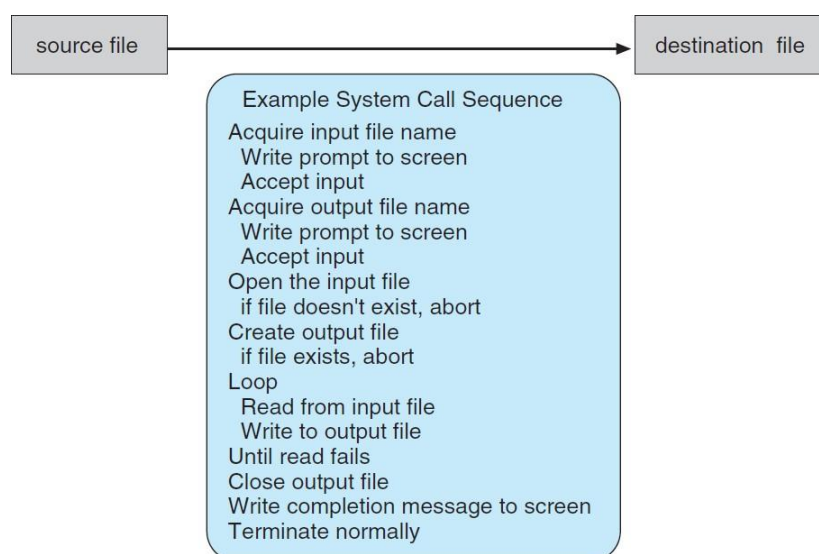 source file
destination file
Example System Call Sequence
Acquire input file name
Write prompt to screen
Accept input
Acquire output file name
Write prompt to screen
Accept input
Open the input file
if file doesn't exist, abort
Create output file
if file exists, abort
Loop
Read from input file
Write to output file
Until read fails
Close output file
Write completion message to screen
Terminate normally